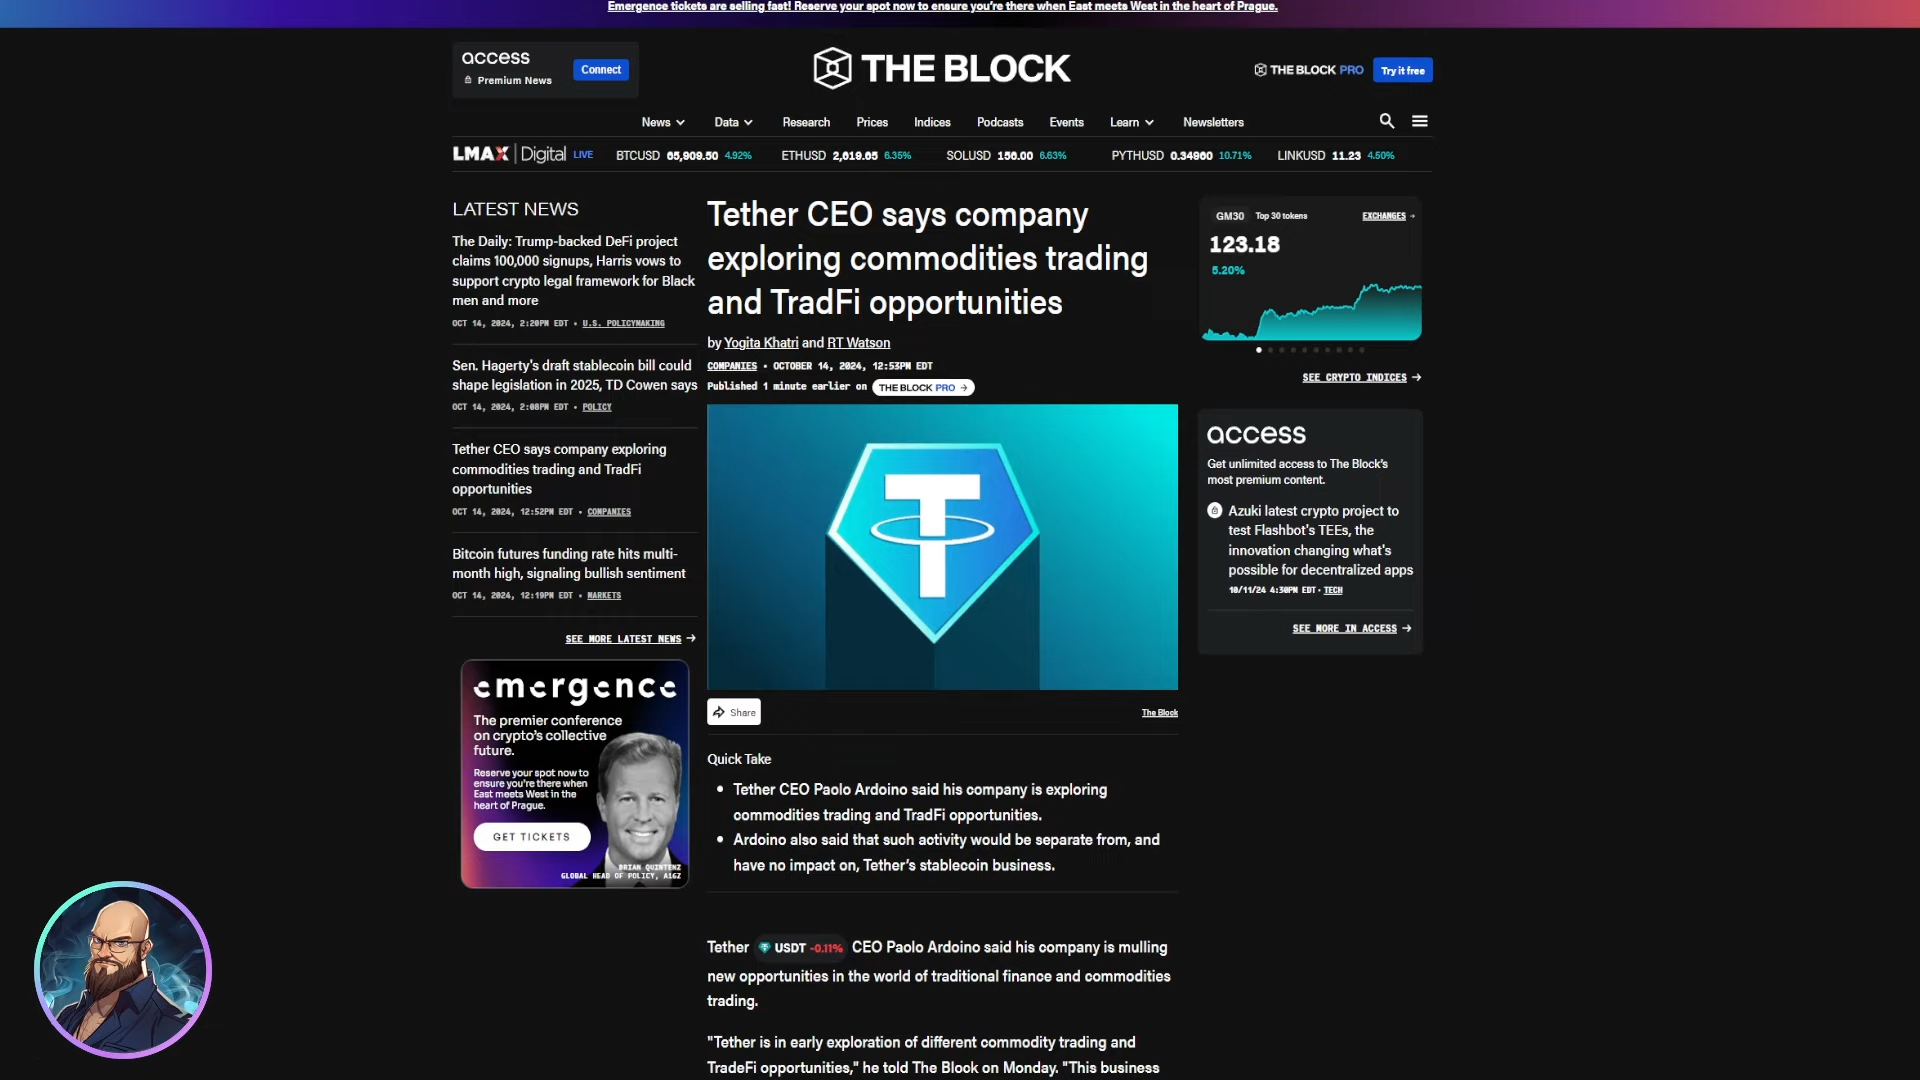 Emergence tickets are selling fast! Reserve your spot now to ensure you're there when East meets West in the heart of Prague.
access
Premium News
Connect
THE BLOCK
THE BLOCK PRO
Try it free
News
Data
Research
Prices
Indices
Podcasts
Events
Learn
Newsletters
LMAX Digital LIVE
BTCUSD 65,909.50 4.92%
ETHUSD 2,619.65 6.35%
SOLUSD 156.00 6.63%
PYTHUSD 0.34960 10.71%
LINKUSD 11.23 4.50%
LATEST NEWS
The Daily: Trump-backed DeFi project
claims 100,000 signups, Harris vows to
support crypto legal framework for Black
men and more
OCT 14, 2024, 2:20PM EDT • U.S. POLICYMAKING
Sen. Hagerty's draft stablecoin bill could
shape legislation in 2025, TD Cowen says
OCT 14, 2024, 2:08PM EDT • POLICY
Tether CEO says company exploring
commodities trading and TradFi
opportunities
OCT 14, 2024, 12:52PM EDT • COMPANIES
Bitcoin futures funding rate hits multi-
month high, signaling bullish sentiment
OCT 14, 2024, 12:19PM EDT • MARKETS
SEE MORE LATEST NEWS →
emergence
The premier conference
on crypto's collective
future.
Reserve your spot now to
ensure you're there when
East meets West in the
heart of Prague.
GET TICKETS
BRIAN QUINTENZ
GLOBAL HEAD OF POLICY, A16Z
Tether CEO says company
exploring commodities trading
and TradFi opportunities
by Yogita Khatri and RT Watson
COMPANIES • OCTOBER 14, 2024, 12:53PM EDT
Published 1 minute earlier on THE BLOCK PRO →
Share
The Block
Quick Take
• Tether CEO Paolo Ardoino said his company is exploring
commodities trading and TradFi opportunities.
• Ardoino also said that such activity would be separate from, and
have no impact on, Tether's stablecoin business.
Tether USDT -0.11% CEO Paolo Ardoino said his company is mulling
new opportunities in the world of traditional finance and commodities
trading.
"Tether is in early exploration of different commodity trading and
TradeFi opportunities," he told The Block on Monday. "This business
GM30 Top 30 tokens
EXCHANGES →
123.18
5.20%
SEE CRYPTO INDICES →
access
Get unlimited access to The Block's
most premium content.
Azuki latest crypto project to
test Flashbot's TEEs, the
innovation changing what's
possible for decentralized apps
10/11/24 4:30PM EDT • TECH
SEE MORE IN ACCESS →